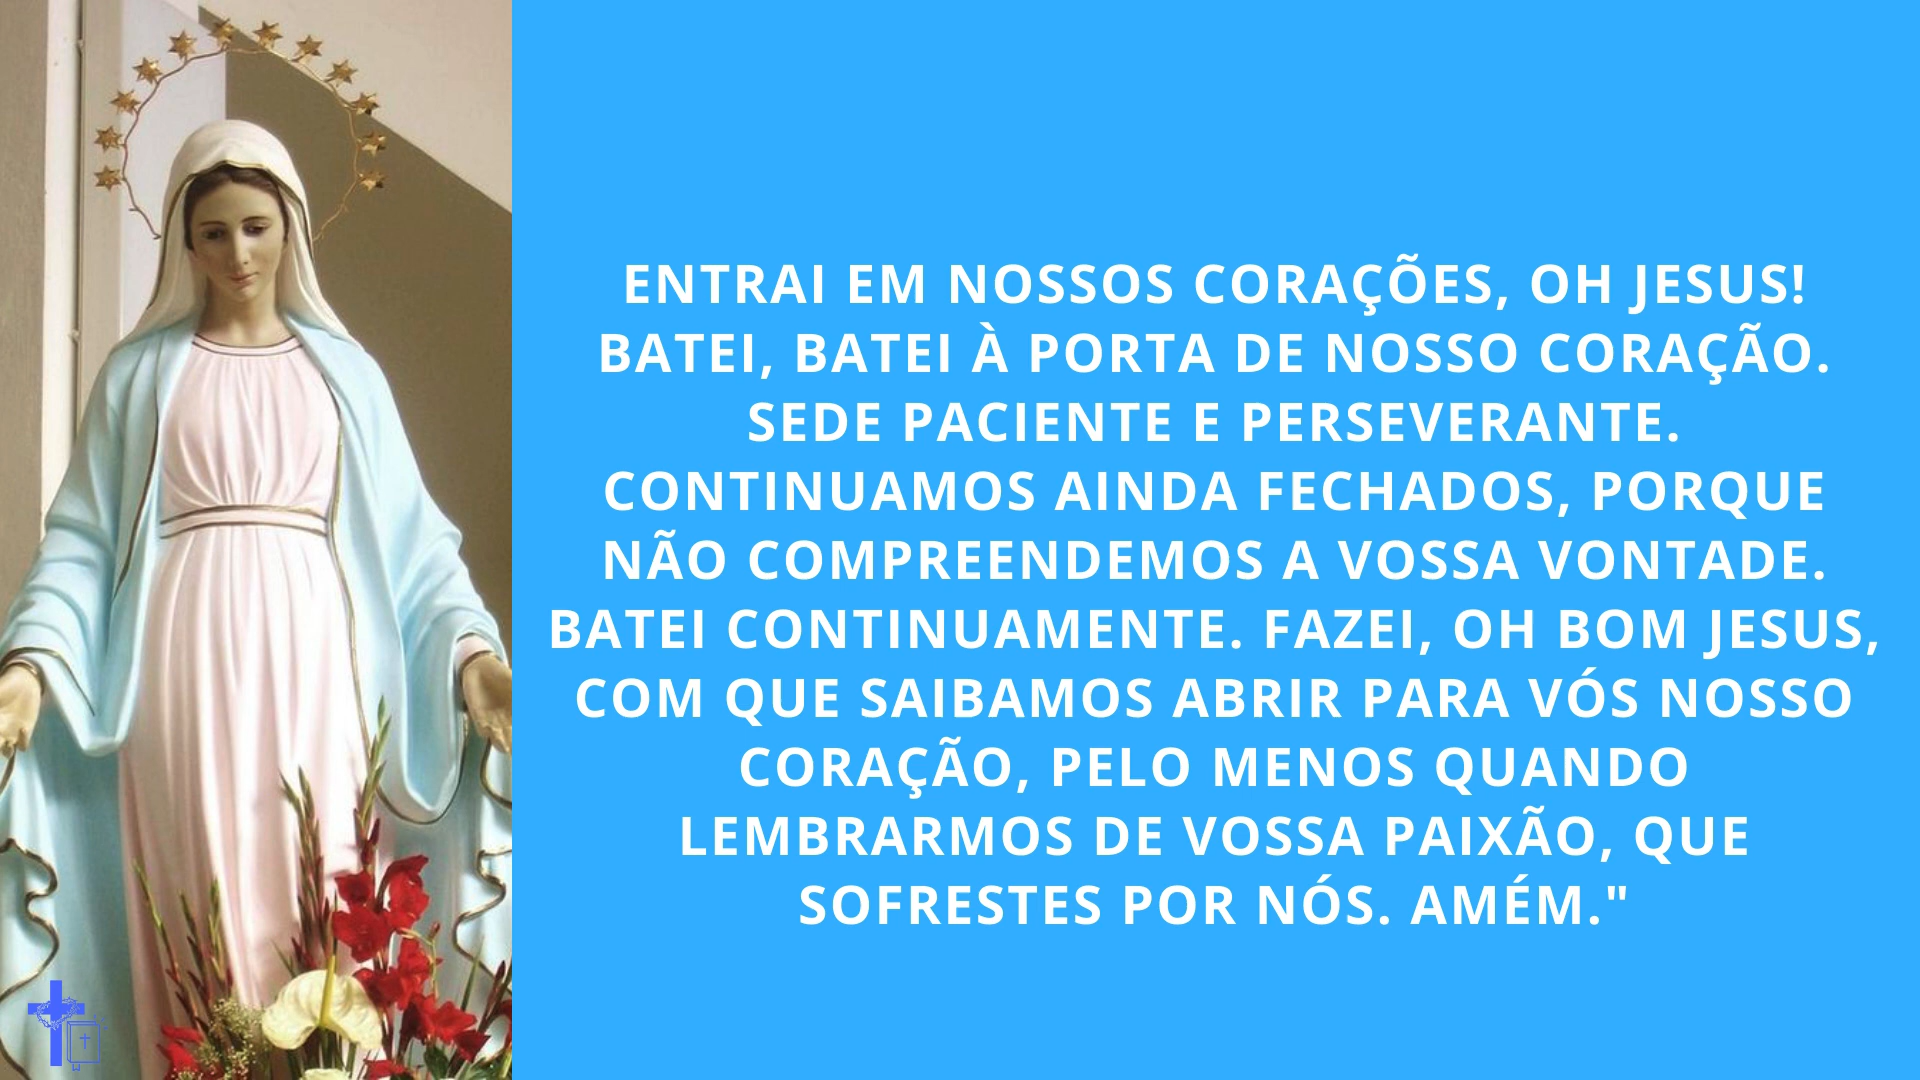 ENTRAI EM NOSSOS CORAÇÕES, OH JESUS!
BATEI, BATEI À PORTA DE NOSSO CORAÇÃO.
SEDE PACIENTE E PERSEVERANTE.
CONTINUAMOS AINDA FECHADOS, PORQUE
NÃO COMPREENDEMOS A VOSSA VONTADE.
BATEI CONTINUAMENTE. FAZEI, OH BOM JESUS,
COM QUE SAIBAMOS ABRIR PARA VÓS NOSSO
CORAÇÃO, PELO MENOS QUANDO
LEMBRARMOS DE VOSSA PAIXÃO, QUE
SOFRESTES POR NÓS. AMÉM."